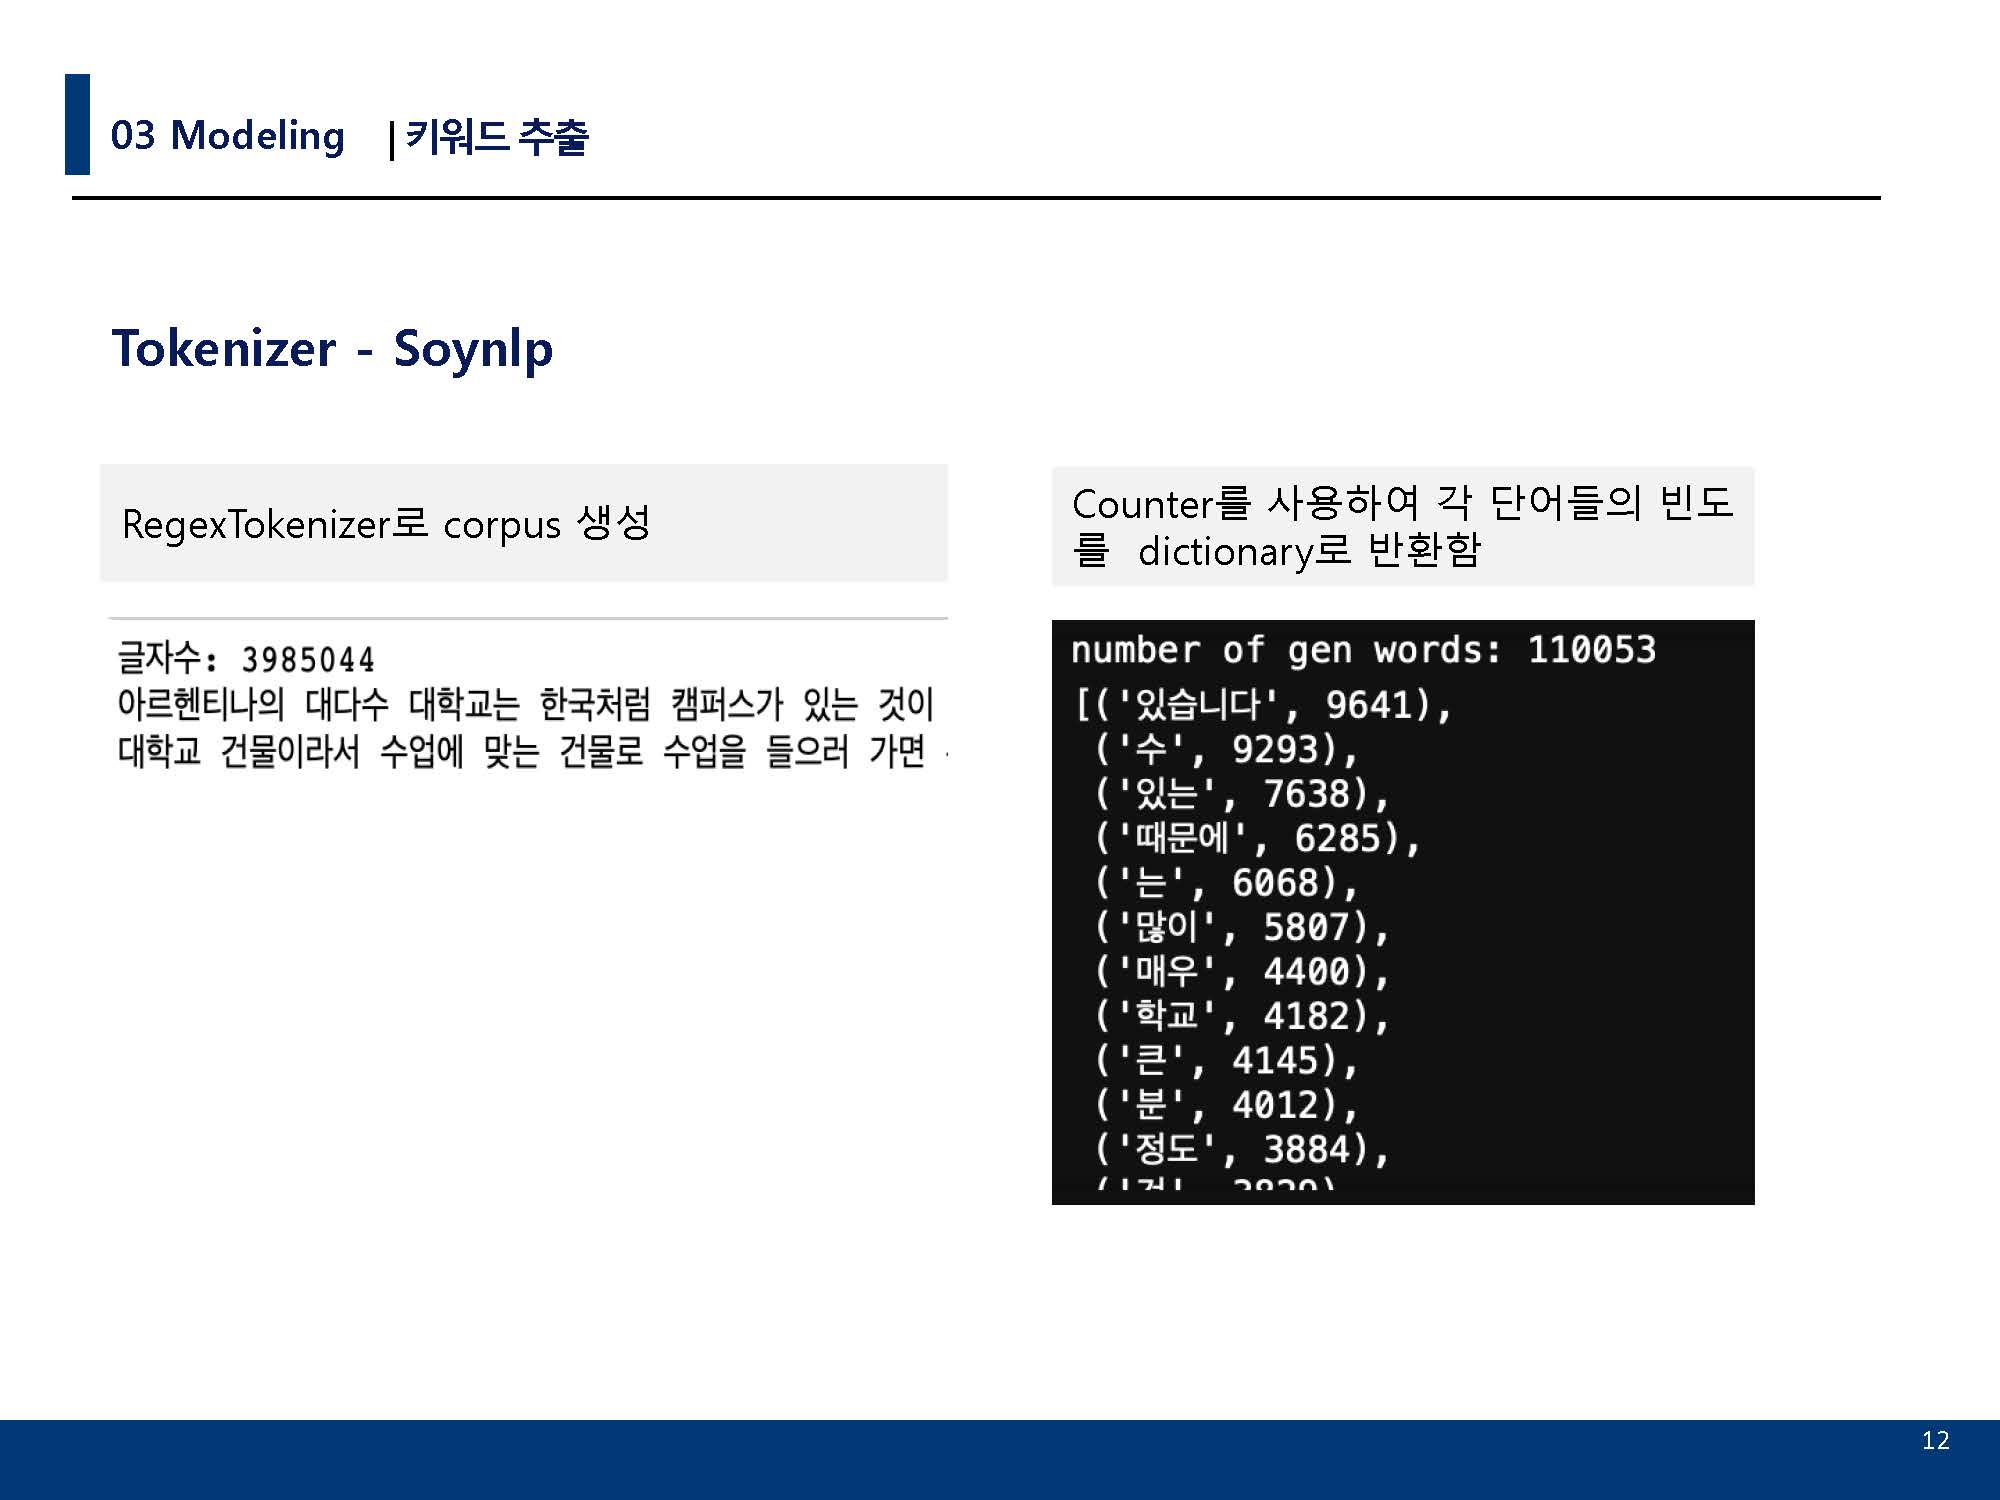 03 Modeling | 키워드 추출
Tokenizer - Soynlp
RegexTokenizer로 corpus 생성
글자수: 3985044
아르헨티나의 대다수 대학교는 한국처럼 캠퍼스가 있는 것이
대학교 건물이라서 수업에 맞는 건물로 수업을 들으러 가면
Counter를 사용하여 각 단어들의 빈도
를 dictionary로 반환함
number of gen words: 110053
[('있습니다', 9641),
('수', 9293),
('있는', 7638),
('때문에', 6285),
('는', 6068),
('많이', 5807),
('매우', 4400),
('학교', 4182),
('큰', 4145),
('분', 4012),
('정도', 3884),
12